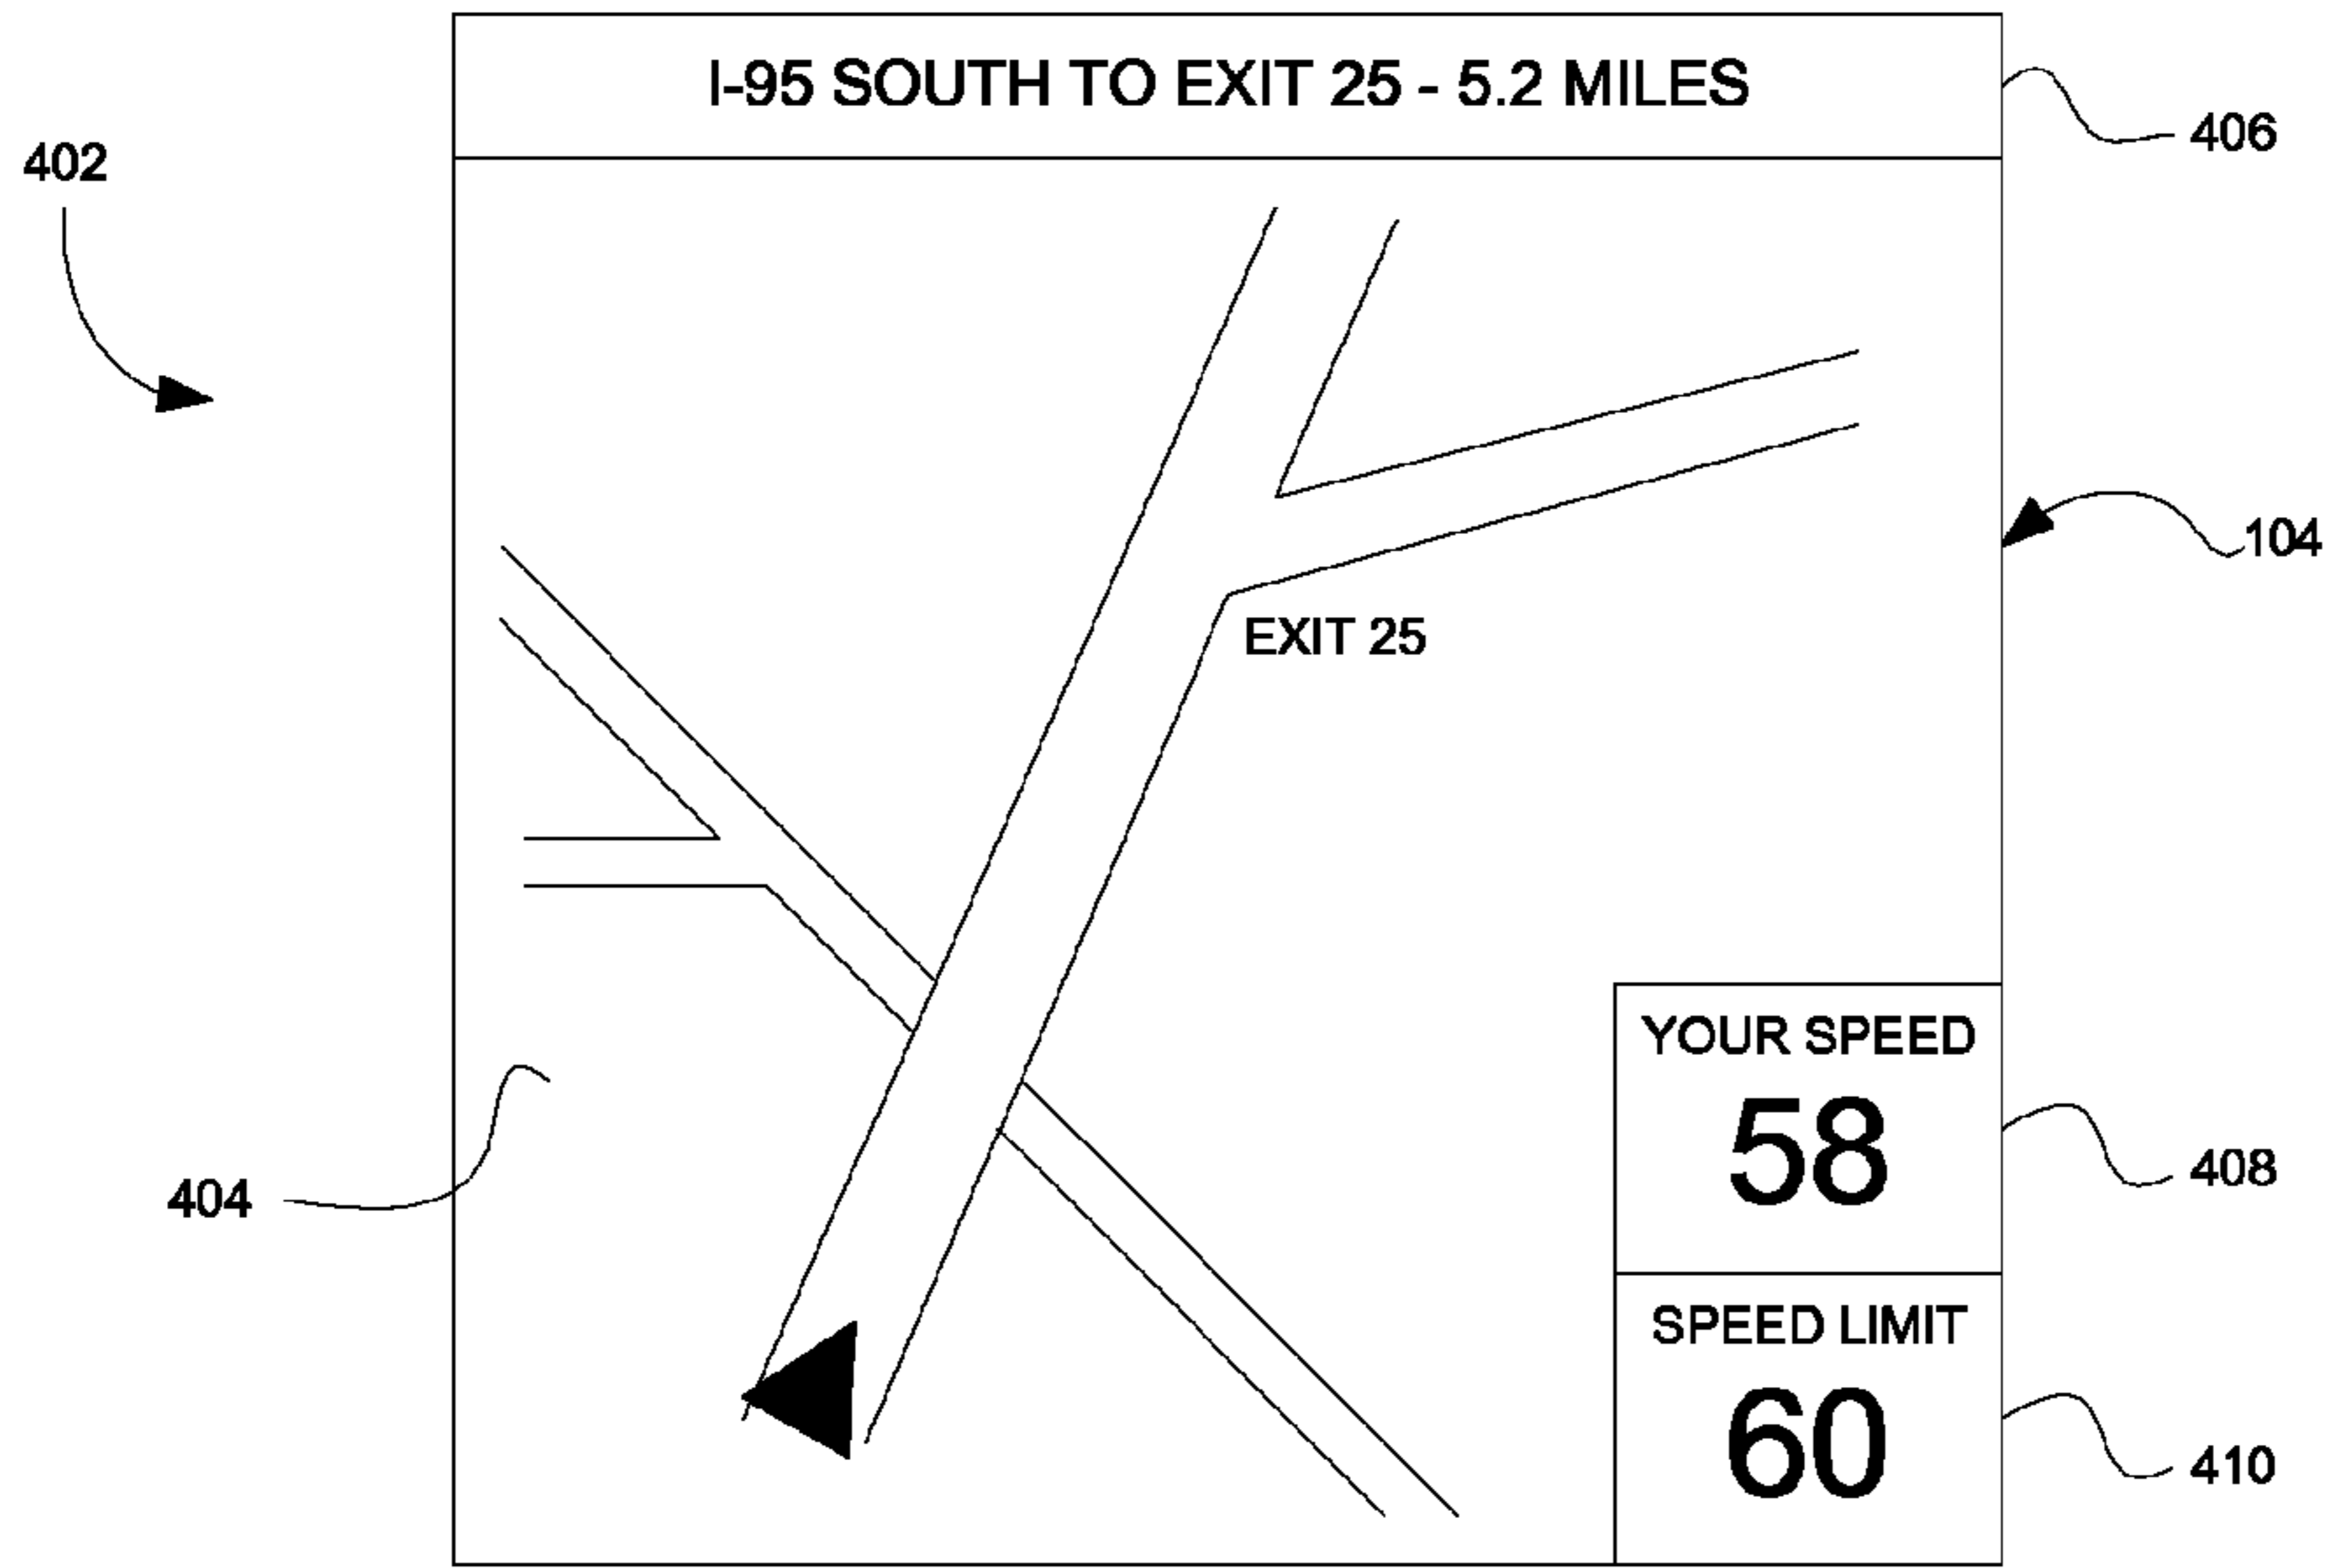 I-95 SOUTH TO EXIT 25 - 5.2 MILES
406
402
104
EXIT 25
YOUR SPEED
58
408
404
SPEED LIMIT
60
410